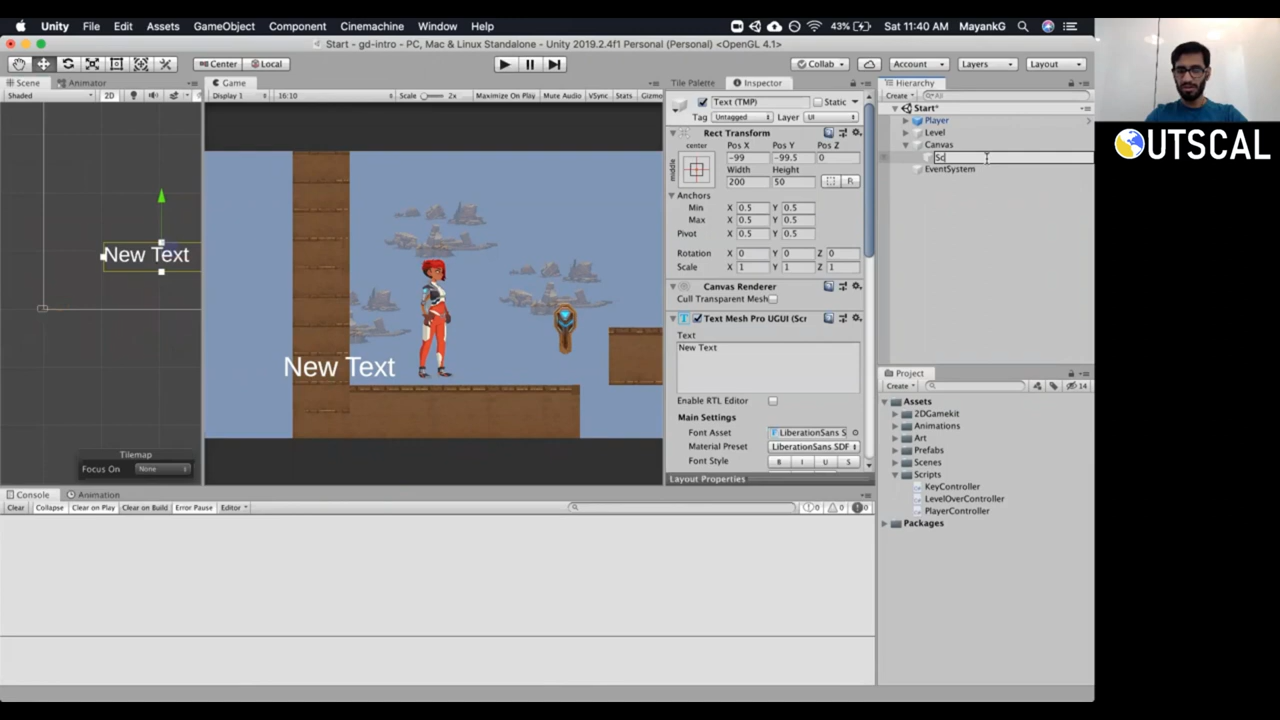 Unity File Edit Assets GameObject Component Cinemachine Window Help 43% Sat 11:40 AM MayankG
Start - gd-intro - PC, Mac & Linux Standalone - Unity 2019.2.4f1 Personal (Personal) <OpenGL 4.1>
Center Local Collab Account Layers Layout
Scene Animator Game Tile Palette Inspector Hierarchy
Shaded 2D Display 1 16:10 Scale 2x Maximize On Play Mute Audio VSync Stats Gizmo
Create All
Text (TMP) Static
Tag Untagged Layer UI
Start*
Player
Level
Canvas
Sc
EventSystem
Rect Transform
center Pos X Pos Y Pos Z
middle -99 -99.5 0
Width Height
200 50 R
Anchors
Min X 0.5 Y 0.5
Max X 0.5 Y 0.5
Pivot X 0.5 Y 0.5
Rotation X 0 Y 0 Z 0
Scale X 1 Y 1 Z 1
Canvas Renderer
Cull Transparent Mesh
Text Mesh Pro UGUI (Scr
Text
New Text
Enable RTL Editor
Main Settings
Font Asset LiberationSans S
Material Preset LiberationSans SDF
Font Style B I U S
Layout Properties
New Text
New Text
Tilemap
Focus On None
Project
Create 14
Assets
2DGamekit
Animations
Art
Prefabs
Scenes
Scripts
KeyController
LevelOverController
PlayerController
Packages
Console Animation
Clear Collapse Clear on Play Clear on Build Error Pause Editor 0 0 0
OUTSCAL